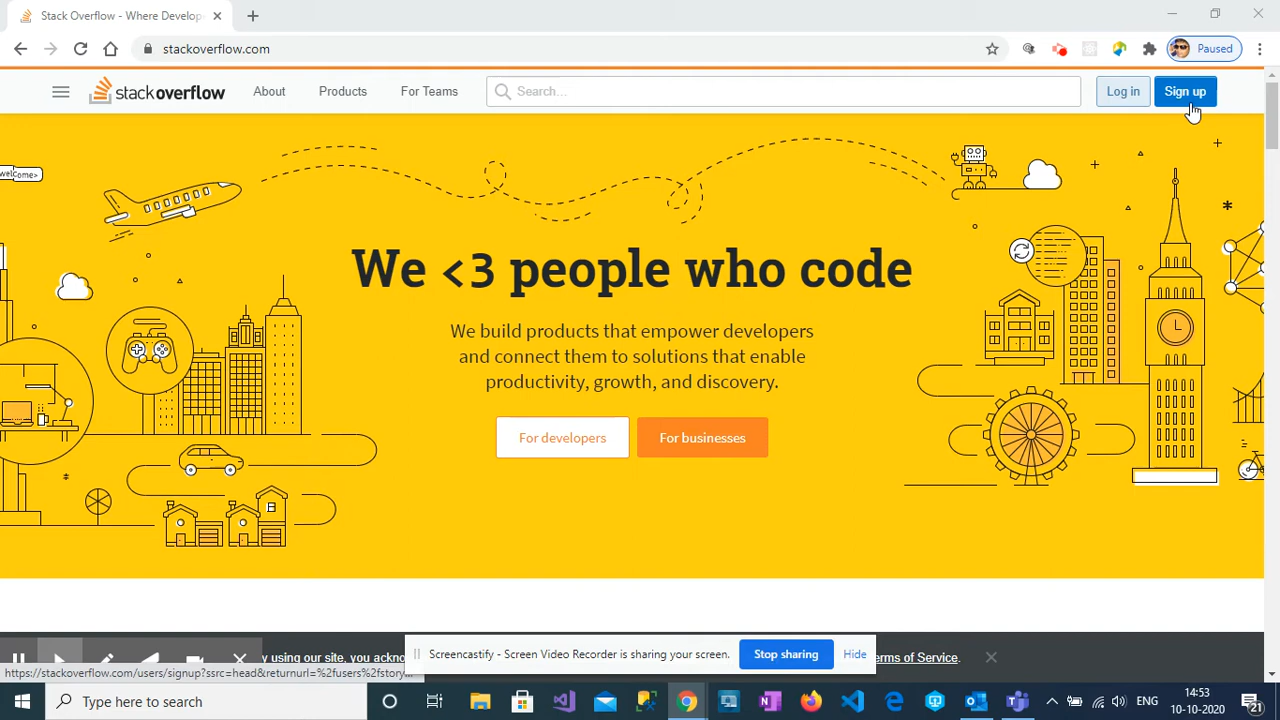 Stack Overflow - Where Develop
stackoverflow.com
Paused
stackoverflow
About
Products
For Teams
Search...
Log in
Sign up
We <3 people who code
We build products that empower developers
and connect them to solutions that enable
productivity, growth, and discovery.
For developers
For businesses
Screencastify - Screen Video Recorder is sharing your screen.
Stop sharing
Hide
y using our site, you ackno
erms of Service.
https://stackoverflow.com/users/signup?ssrc=head&returnurl=%2fusers%2fstory...
Type here to search
ENG
14:53
10-10-2020
21